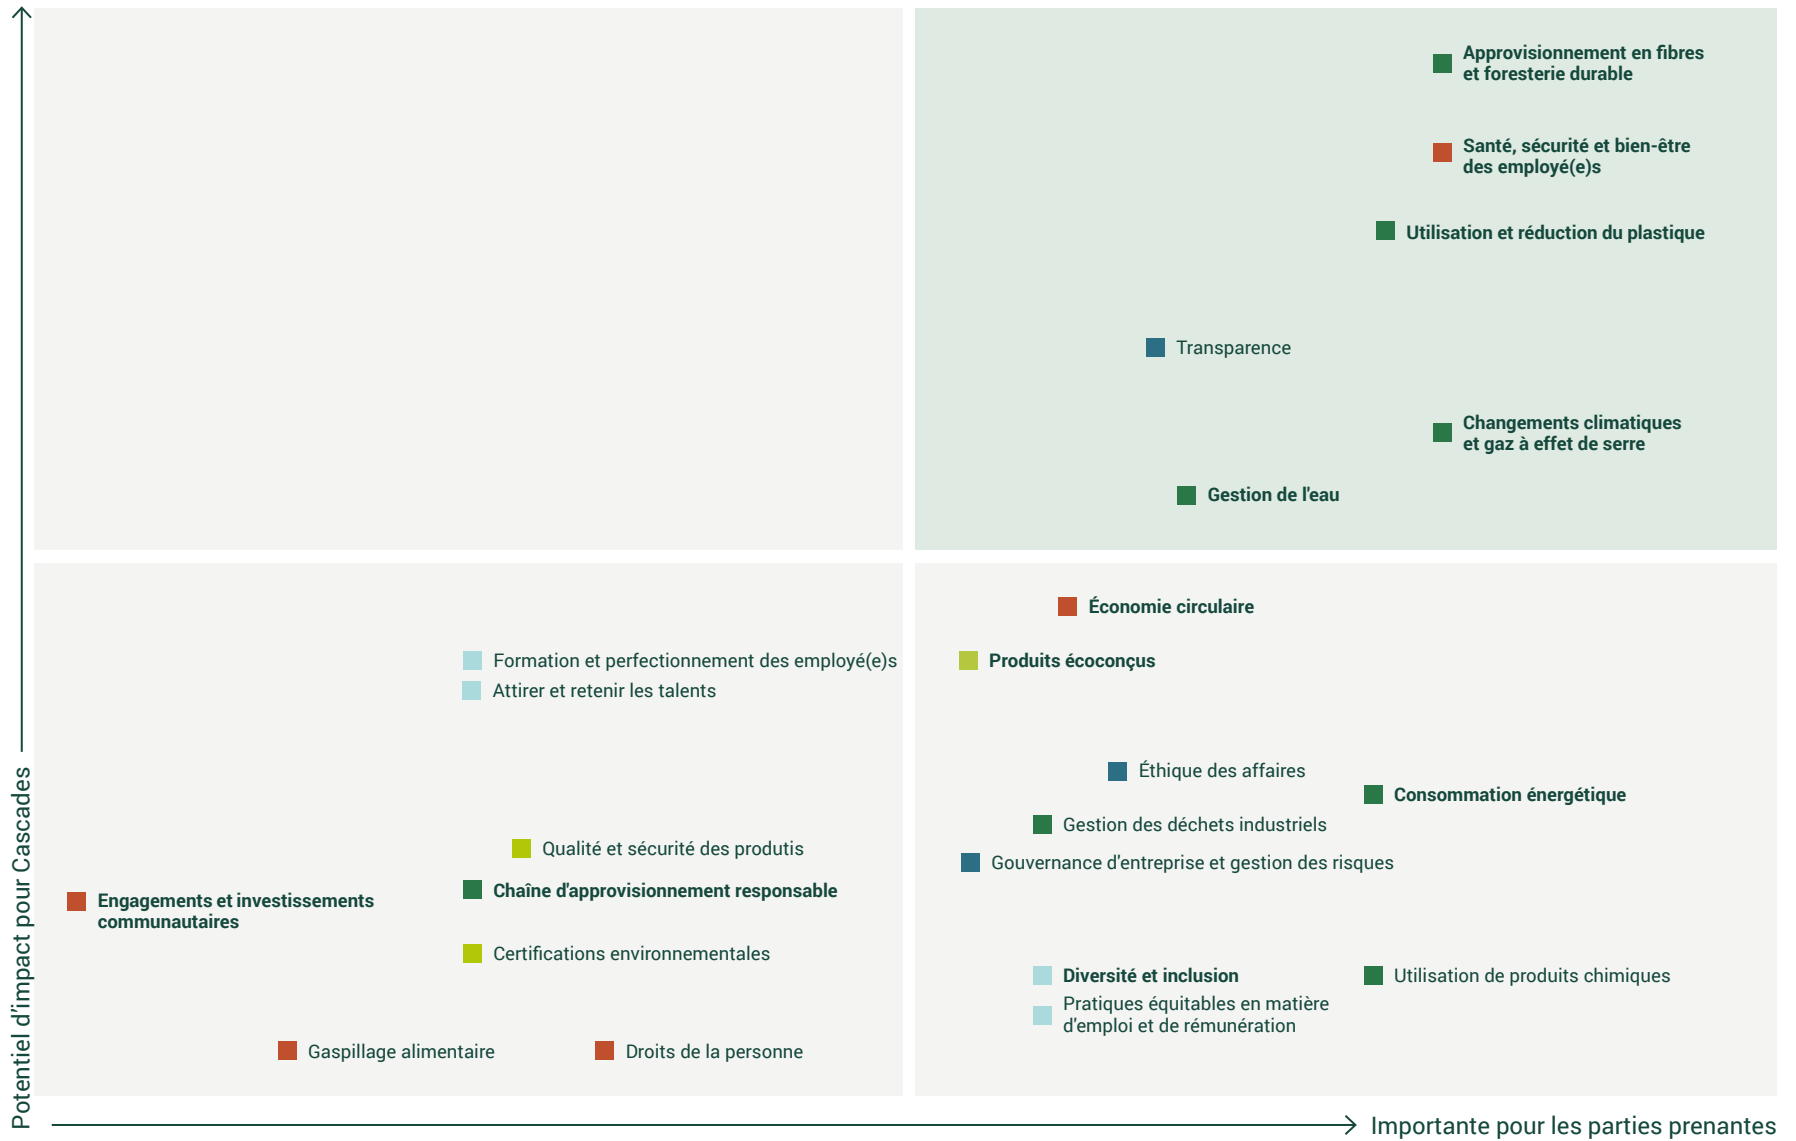 Approvisionnement en fibres
et foresterie durable
Santé, sécurité et bien-être
des employé(e)s
Utilisation et réduction du plastique
Transparence
Changements climatiques
et gaz à effet de serre
Gestion de l'eau
Économie circulaire
Formation et perfectionnement des employé(e)s
Produits écoconçus
Attirer et retenir les talents
Éthique des affaires
Consommation énergétique
Gestion des déchets industriels
Qualité et sécurité des produtis
Gouvernance d'entreprise et gestion des risques
Chaîne d'approvisionnement responsable
Engagements et investissements
communautaires
Certifications environnementales
Diversité et inclusion
Utilisation de produits chimiques
Pratiques équitables en matière
d'emploi et de rémunération
Gaspillage alimentaire
Droits de la personne
Potentiel d'impact pour Cascades
Importante pour les parties prenantes